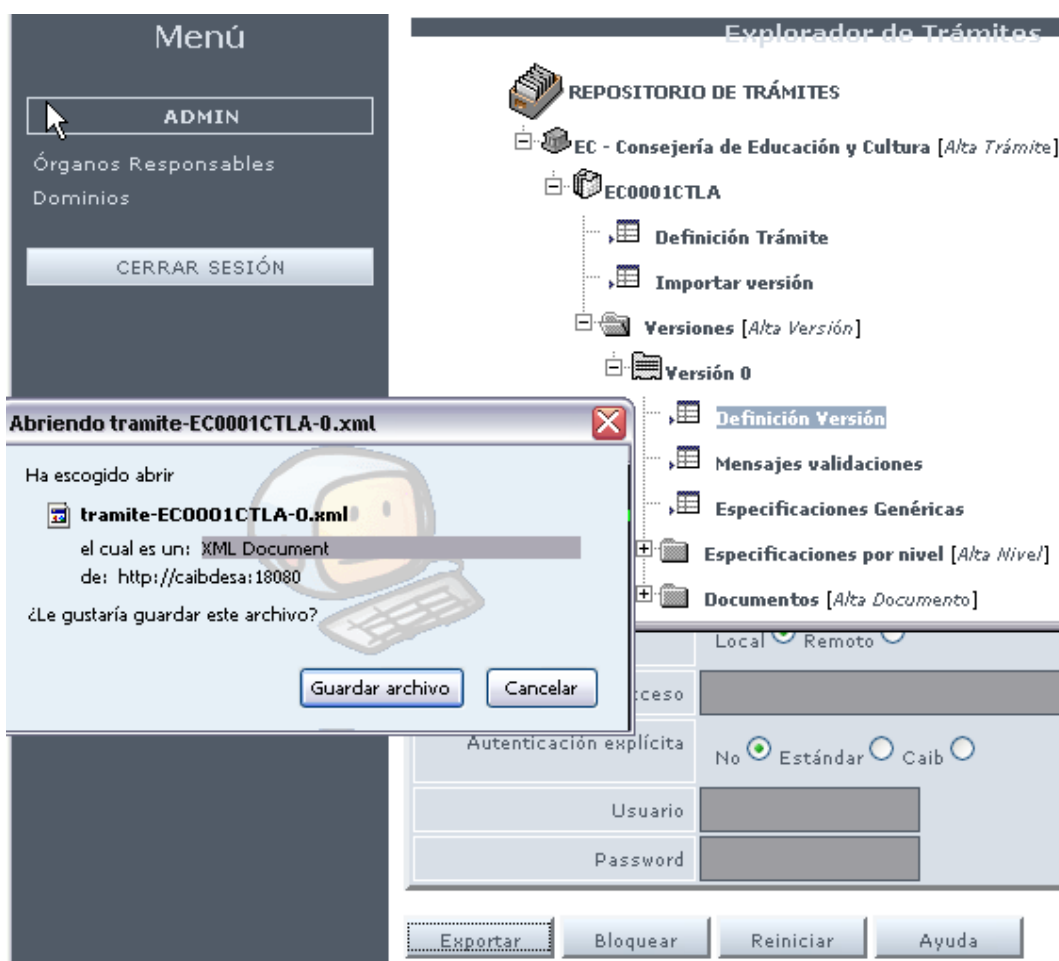 Menú
ADMIN
Órganos Responsables
Dominios
CERRAR SESIÓN
Explorador de Trámites
REPOSITORIO DE TRÁMITES
EC - Consejería de Educación y Cultura [Alta Trámite]
EC0001CTLA
Definición Trámite
Importar versión
Versiones [Alta Versión]
Versión 0
Definición Versión
Mensajes validaciones
Especificaciones Genéricas
Especificaciones por nivel [Alta Nivel]
Documentos [Alta Documento]
Abriendo tramite-EC0001CTLA-0.xml
Ha escogido abrir
tramite-EC0001CTLA-0.xml
el cual es un: XML Document
de: http://caibdesa:18080
¿Le gustaría guardar este archivo?
Guardar archivo Cancelar
Local Remoto
cceso
Autenticación explícita No Estándar Caib
Usuario
Password
Exportar Bloquear Reiniciar Ayuda